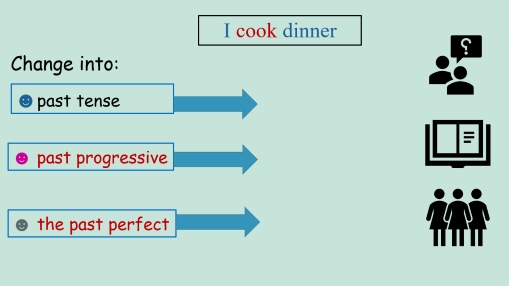 I cook dinner
Change into:
past tense
past progressive
the past perfect